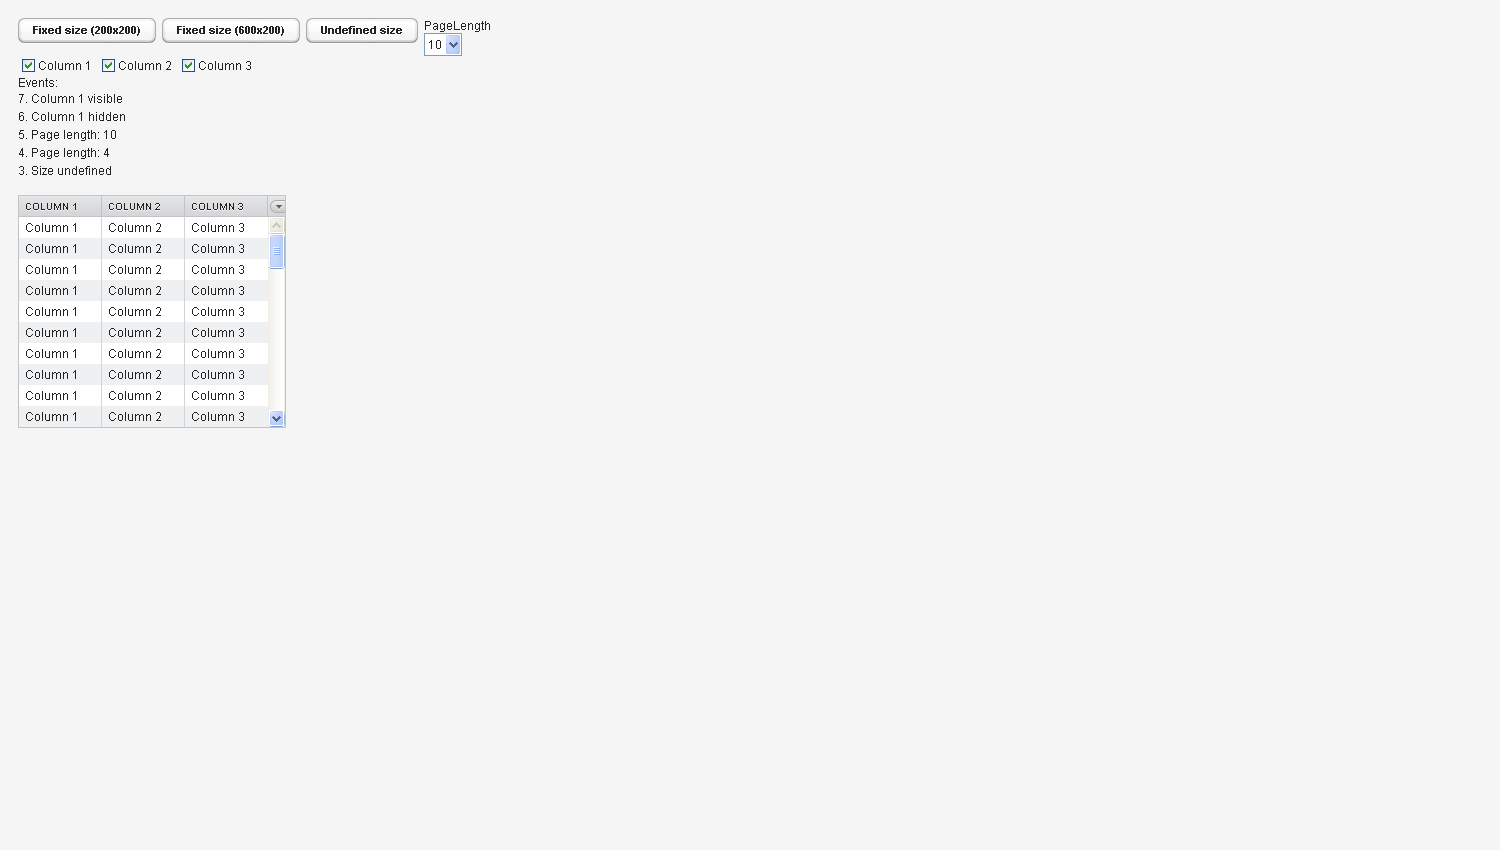 Fixed size (200x200) Fixed size (600x200) Undefined size PageLength
10
Column 1 Column 2 Column 3
Events:
7. Column 1 visible
6. Column 1 hidden
5. Page length: 10
4. Page length: 4
3. Size undefined
COLUMN 1 COLUMN 2 COLUMN 3
Column 1 Column 2 Column 3
Column 1 Column 2 Column 3
Column 1 Column 2 Column 3
Column 1 Column 2 Column 3
Column 1 Column 2 Column 3
Column 1 Column 2 Column 3
Column 1 Column 2 Column 3
Column 1 Column 2 Column 3
Column 1 Column 2 Column 3
Column 1 Column 2 Column 3